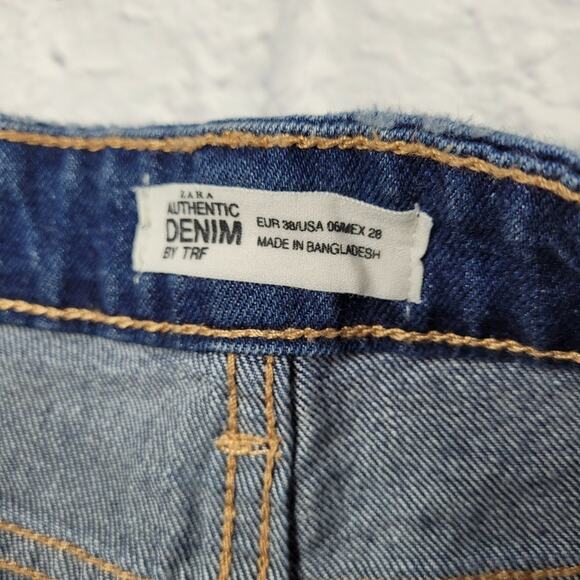 ZARA
AUTHENTIC
DENIM
BY TRF
EUR 38/USA 06/MEX 28
MADE IN BANGLADESH